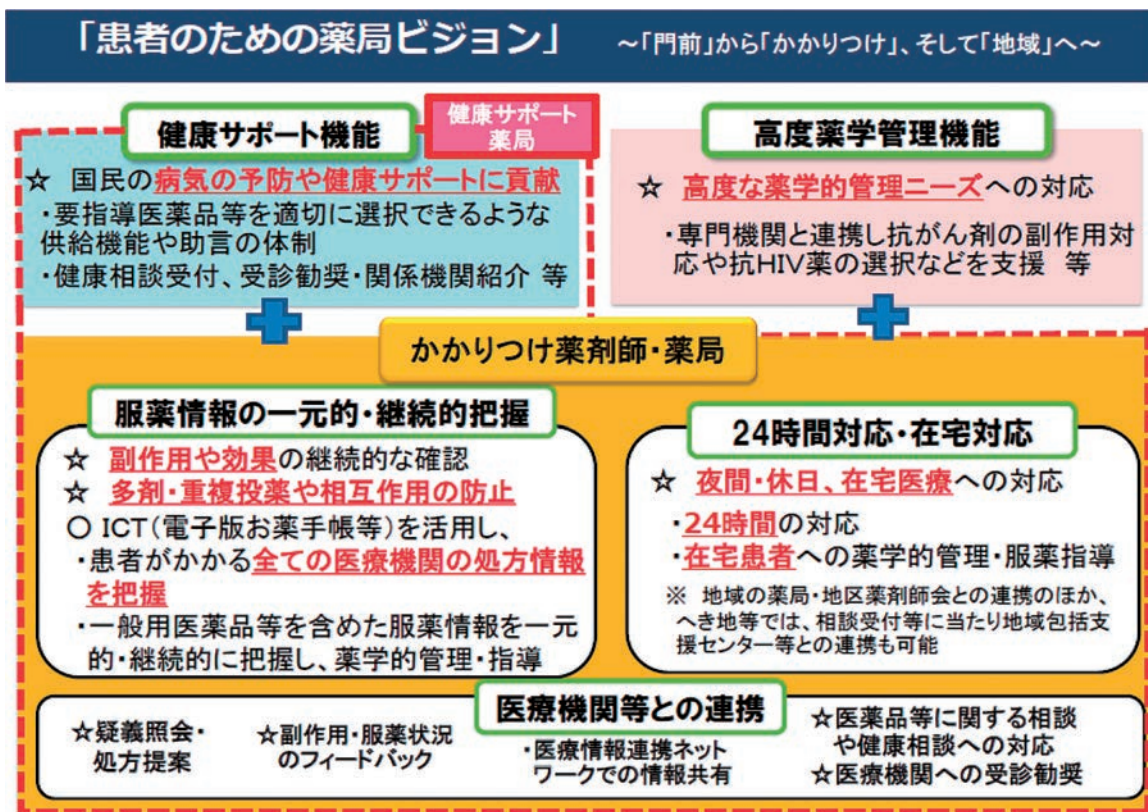 「患者のための薬局ビジョン」 ～「門前」から「かかりつけ」、そして「地域」へ～
健康サポート機能
健康サポート
薬局
☆ 国民の病気の予防や健康サポートに貢献
・要指導医薬品等を適切に選択できるような
供給機能や助言の体制
・健康相談受付、受診勧奨・関係機関紹介 等
高度薬学管理機能
☆ 高度な薬学的管理ニーズへの対応
・専門機関と連携し抗がん剤の副作用対
応や抗HIV薬の選択などを支援 等
かかりつけ薬剤師・薬局
服薬情報の一元的・継続的把握
☆ 副作用や効果の継続的な確認
☆ 多剤・重複投薬や相互作用の防止
○ ICT(電子版お薬手帳等)を活用し、
・患者がかかる全ての医療機関の処方情報
を把握
・一般用医薬品等を含めた服薬情報を一元
的・継続的に把握し、薬学的管理・指導
24時間対応・在宅対応
☆ 夜間・休日、在宅医療への対応
・24時間の対応
・在宅患者への薬学的管理・服薬指導
※ 地域の薬局・地区薬剤師会との連携のほか、
へき地等では、相談受付等に当たり地域包括支
援センター等との連携も可能
医療機関等との連携
☆疑義照会・
処方提案
☆副作用・服薬状況
のフィードバック
・医療情報連携ネット
ワークでの情報共有
☆医薬品等に関する相談
や健康相談への対応
☆医療機関への受診勧奨